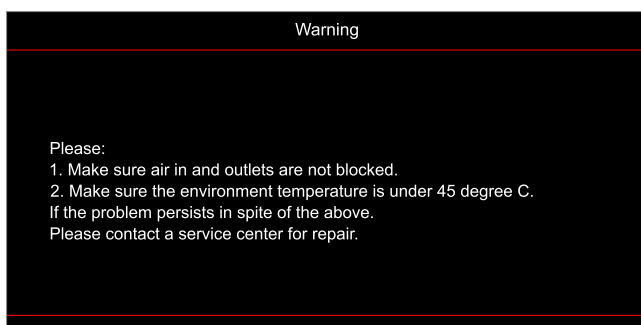 Warning
Please:
1. Make sure air in and outlets are not blocked.
2. Make sure the environment temperature is under 45 degree C.
If the problem persists in spite of the above.
Please contact a service center for repair.